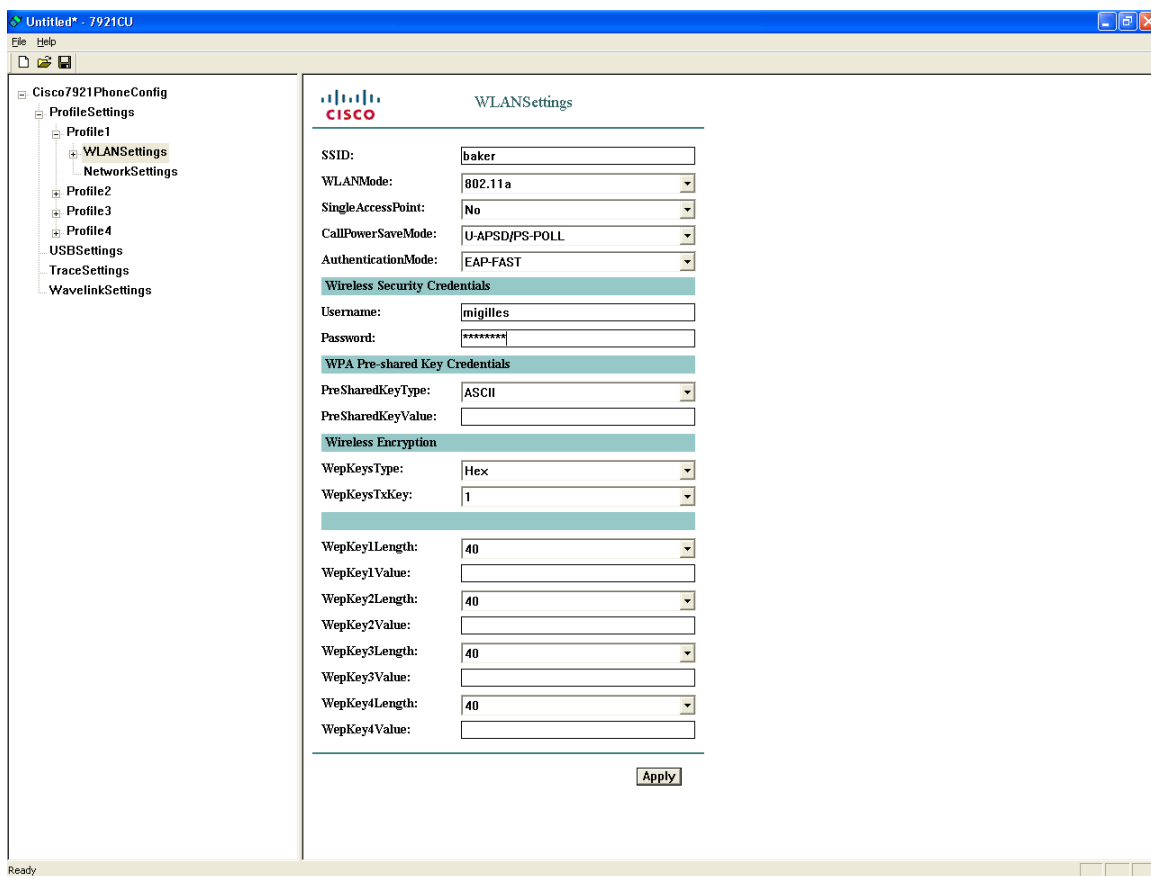 Untitled* - 7921CU
File Help
Cisco7921PhoneConfig
ProfileSettings
Profile1
WLANSettings
NetworkSettings
Profile2
Profile3
Profile4
USBSettings
TraceSettings
WavelinkSettings
CISCO
WLANSettings
SSID: baker
WLANMode: 802.11a
SingleAccessPoint: No
CallPowerSaveMode: U-APSD/PS-POLL
AuthenticationMode: EAP-FAST
Wireless Security Credentials
Username: migilles
Password: ********
WPA Pre-shared Key Credentials
PreSharedKeyType: ASCII
PreSharedKeyValue:
Wireless Encryption
WepKeysType: Hex
WepKeysTxKey: 1
WepKey1Length: 40
WepKey1Value:
WepKey2Length: 40
WepKey2Value:
WepKey3Length: 40
WepKey3Value:
WepKey4Length: 40
WepKey4Value:
Apply
Ready